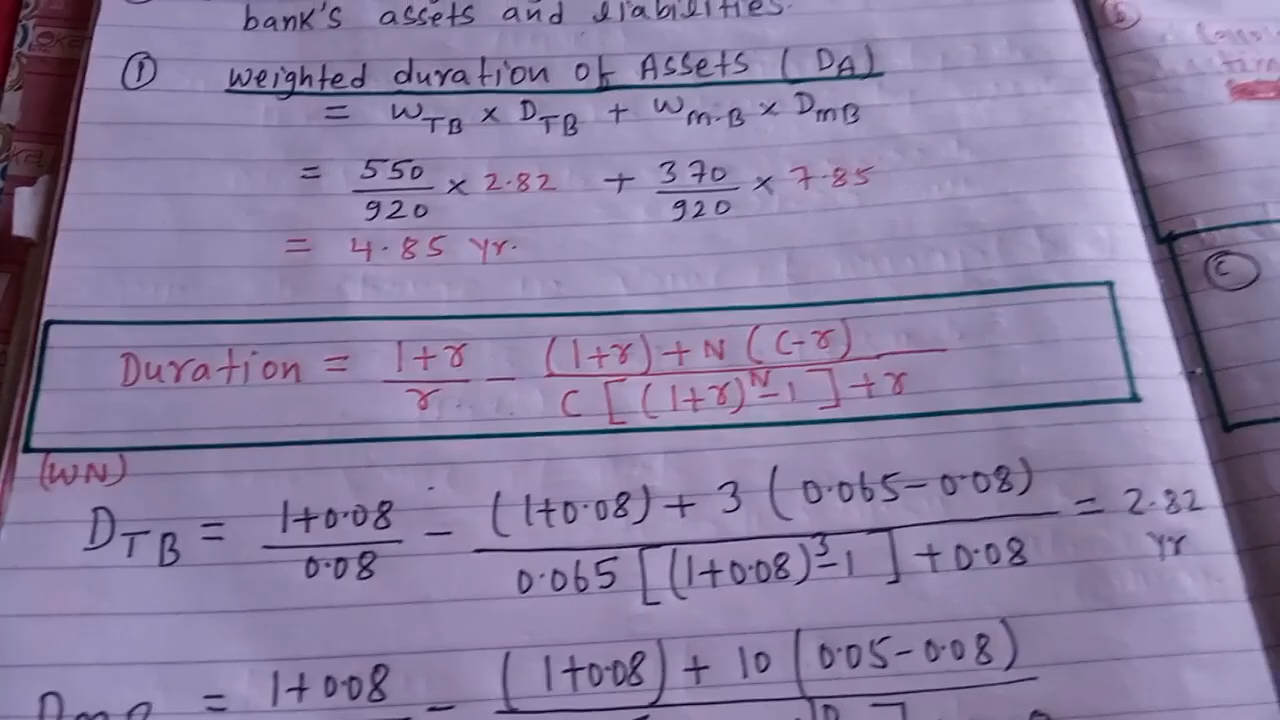 bank's assets and liabilities.
① Weighted duration of Assets (DA)
= WTB × DTB + Wm-B × DmB
= 550/920 × 2.82 + 370/920 × 7.85
= 4.85 yr.
Duration = 1+r/r - (1+r)+N(C-r)/C[(1+r)^N-1]+r
(WN)
DTB = 1+0.08/0.08 - (1+0.08)+3(0.065-0.08)/0.065[(1+0.08)^3-1]+0.08 = 2.82 yr
= 1+0.08 - (1+0.08)+10(0.05-0.08)